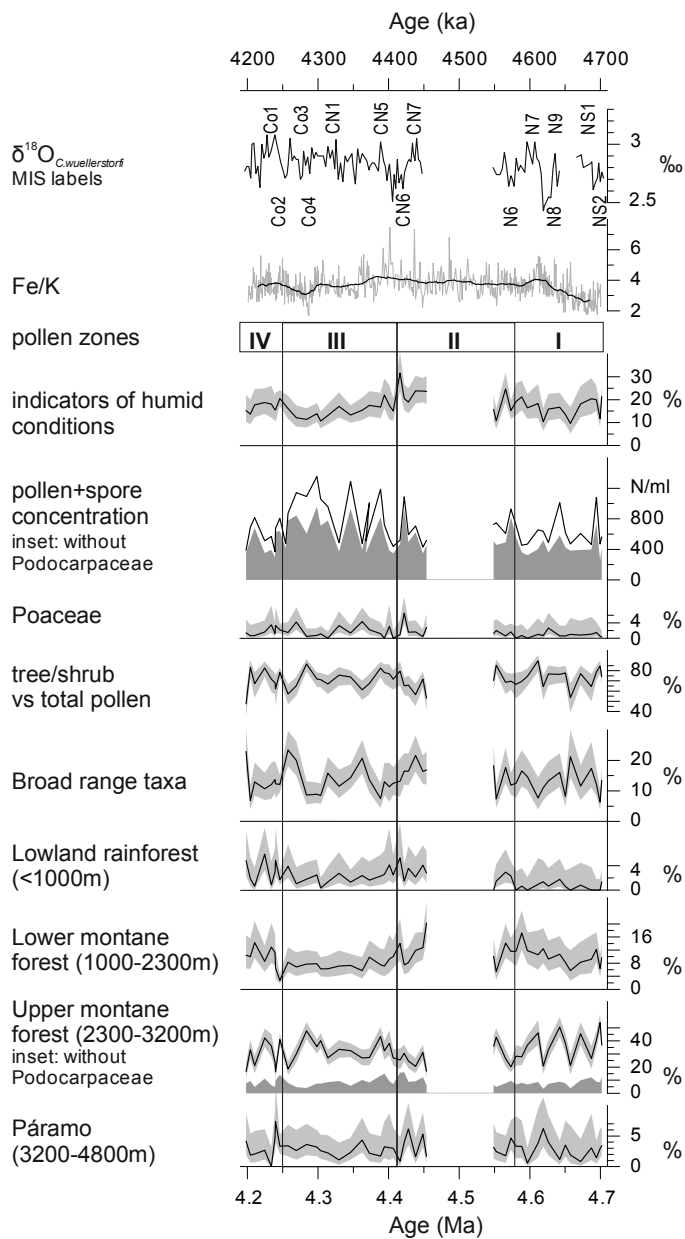 Age (ka)
4200 4300 4400 4500 4600 4700
Co1 Co3 CN1 CN5 CN7 N7 N9 NS1
δ18O C.wuellerstorfi
MIS labels
3
‰
2.5
Co2 Co4 CN6 N6 N8 NS2
Fe/K
6
4
2
pollen zones
IV III II I
indicators of humid
conditions
30
20
10
0
%
pollen+spore
concentration
inset: without
Podocarpaceae
N/ml
800
400
0
Poaceae
4
0
%
tree/shrub
vs total pollen
80
40
%
Broad range taxa
20
10
0
%
Lowland rainforest
(<1000m)
4
0
%
Lower montane
forest (1000-2300m)
16
8
4
0
%
Upper montane
forest (2300-3200m)
inset: without
Podocarpaceae
40
20
0
%
Páramo
(3200-4800m)
5
0
%
4.2 4.3 4.4 4.5 4.6 4.7
Age (Ma)